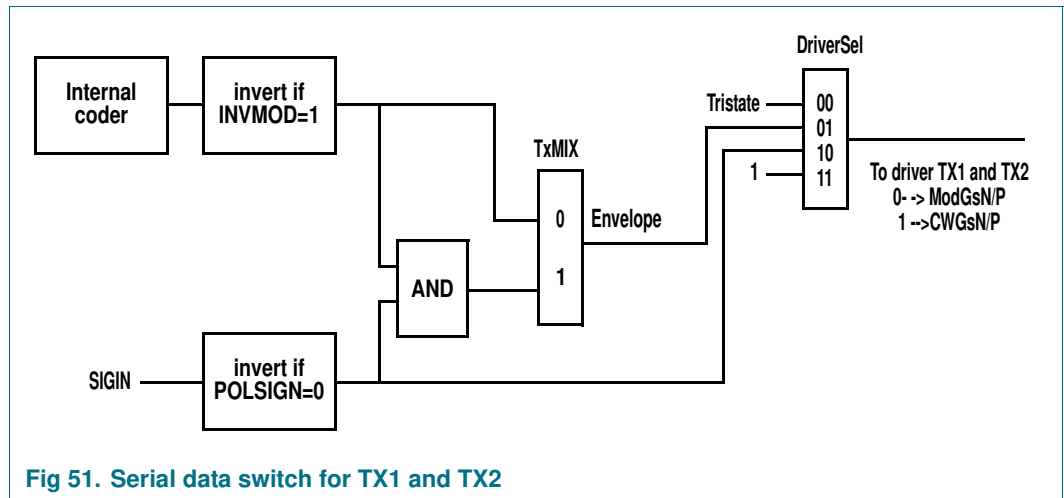 Internal
coder
invert if
INVMOD=1
SIGIN
invert if
POLSIGN=0
AND
TxMIX
0
1
Envelope
DriverSel
Tristate
1
00
01
10
11
To driver TX1 and TX2
0- -> ModGsN/P
1 -->CWGsN/P
Fig 51. Serial data switch for TX1 and TX2